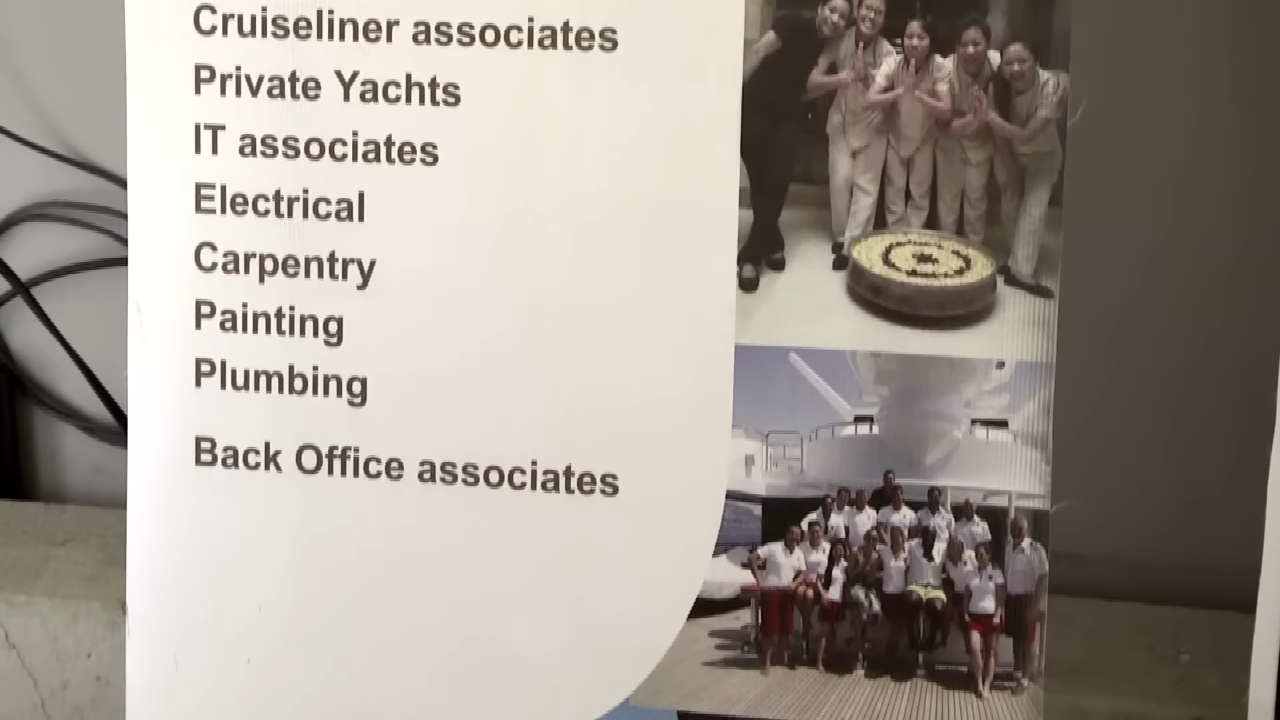 Cruiseliner associates
Private Yachts
IT associates
Electrical
Carpentry
Painting
Plumbing
Back Office associates